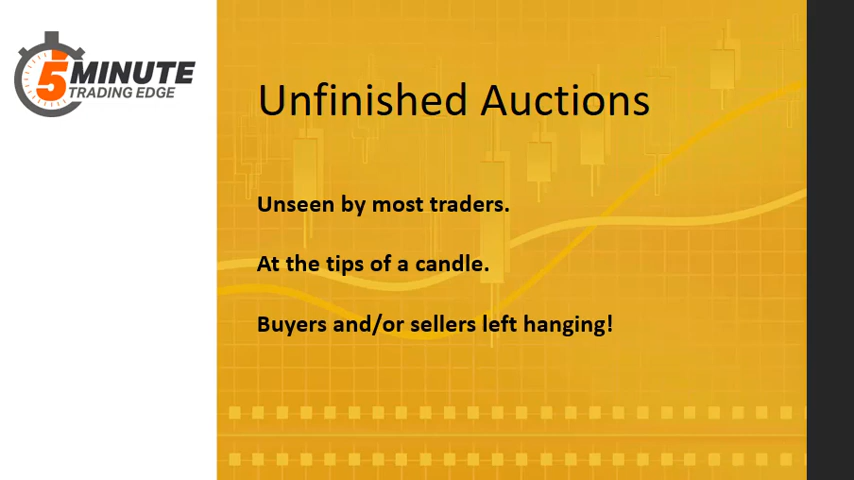 5 MINUTE
TRADING EDGE
Unfinished Auctions
Unseen by most traders.
At the tips of a candle.
Buyers and/or sellers left hanging!